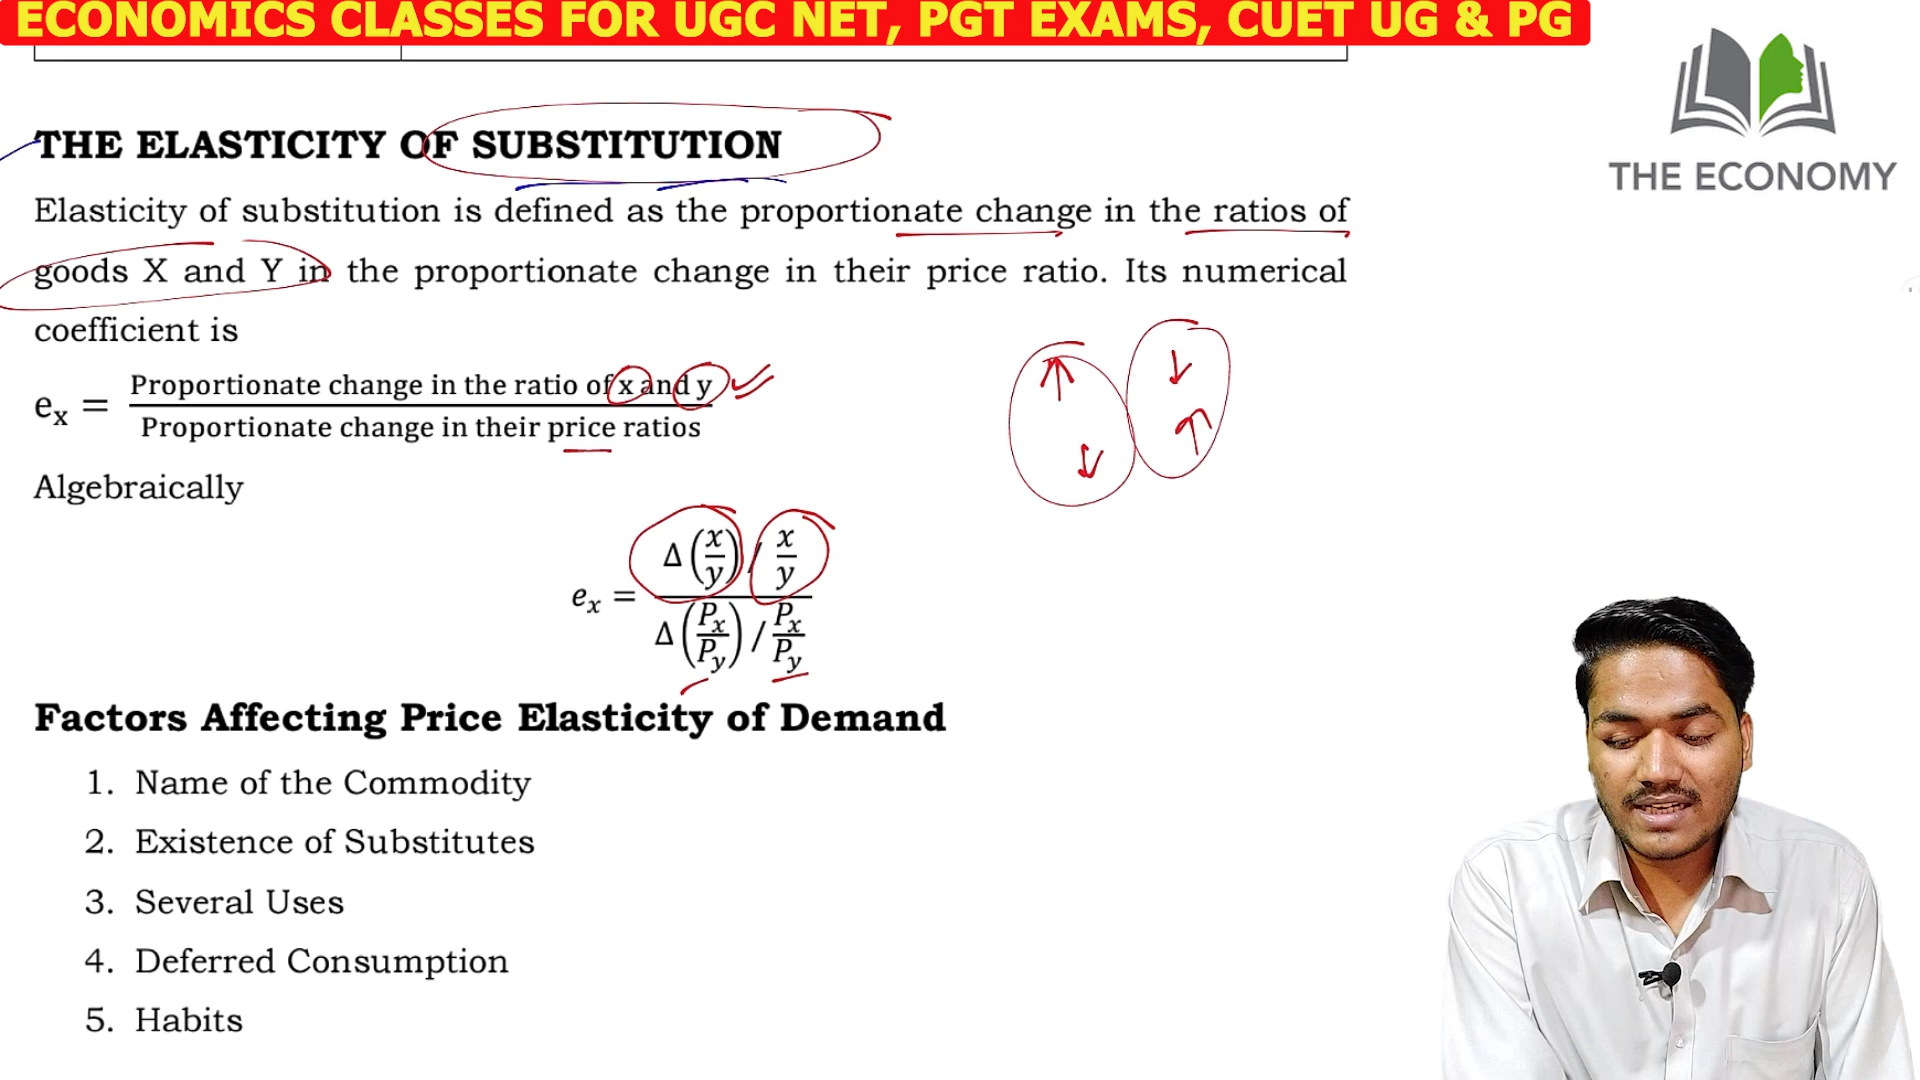 ECONOMICS CLASSES FOR UGC NET, PGT EXAMS, CUET UG & PG
THE ECONOMY
THE ELASTICITY OF SUBSTITUTION
Elasticity of substitution is defined as the proportionate change in the ratios of
goods X and Y in the proportionate change in their price ratio. Its numerical
coefficient is
eₓ = Proportionate change in the ratio of x and y / Proportionate change in their price ratios
Algebraically
eₓ = Δ(x/y) / x/y
Δ(Pₓ/Pᵧ) / Pₓ/Pᵧ
Factors Affecting Price Elasticity of Demand
1. Name of the Commodity
2. Existence of Substitutes
3. Several Uses
4. Deferred Consumption
5. Habits